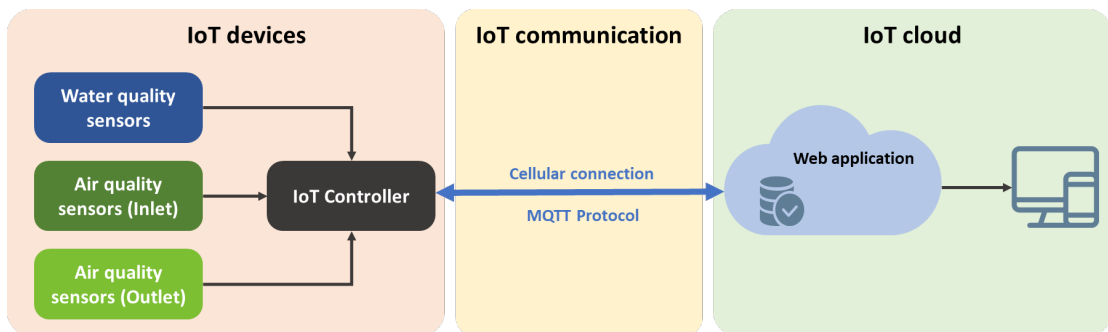 IoT devices
Water quality
sensors
Air quality
sensors (Inlet)
Air quality
sensors (Outlet)
IoT Controller
IoT communication
Cellular connection
MQTT Protocol
IoT cloud
Web application